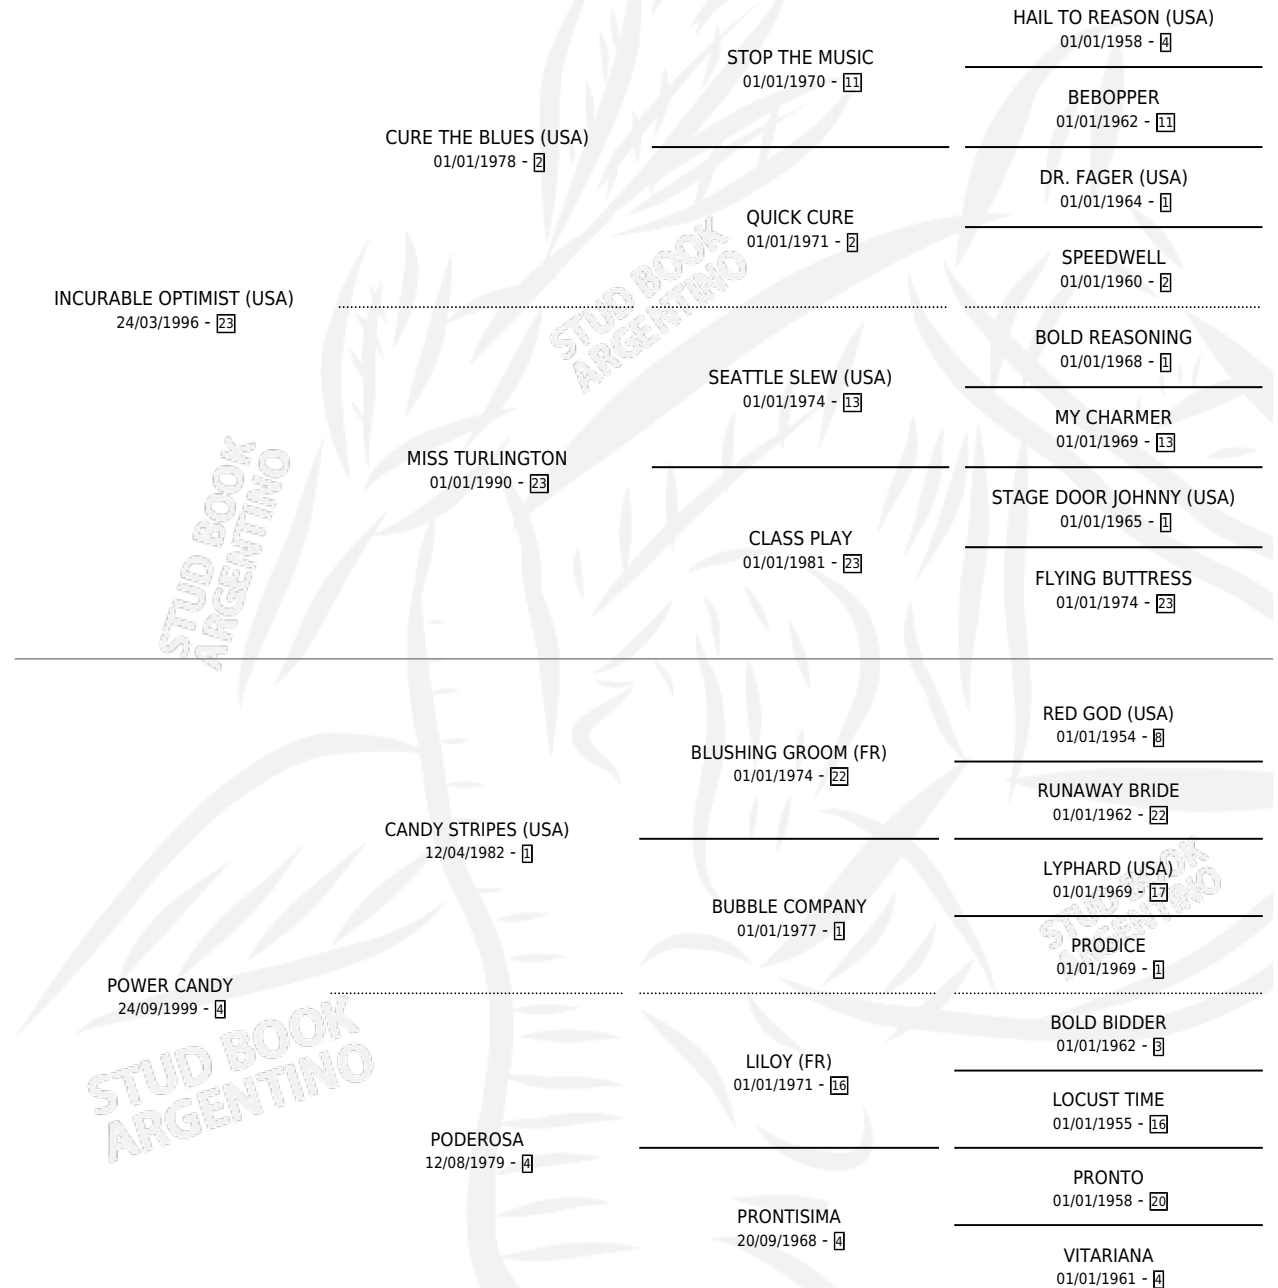 HAIL TO REASON (USA)
01/01/1958 - 4
STOP THE MUSIC
01/01/1970 - 11
BEBOPPER
01/01/1962 - 11
CURE THE BLUES (USA)
01/01/1978 - 2
DR. FAGER (USA)
01/01/1964 - 1
QUICK CURE
01/01/1971 - 2
SPEEDWELL
01/01/1960 - 2
INCURABLE OPTIMIST (USA)
24/03/1996 - 23
BOLD REASONING
01/01/1968 - 1
SEATTLE SLEW (USA)
01/01/1974 - 13
MY CHARMER
01/01/1969 - 13
MISS TURLINGTON
01/01/1990 - 23
STAGE DOOR JOHNNY (USA)
01/01/1965 - 1
CLASS PLAY
01/01/1981 - 23
FLYING BUTTRESS
01/01/1974 - 23
RED GOD (USA)
01/01/1954 - 8
BLUSHING GROOM (FR)
01/01/1974 - 22
RUNAWAY BRIDE
01/01/1962 - 22
CANDY STRIPES (USA)
12/04/1982 - 1
LYPHARD (USA)
01/01/1969 - 17
BUBBLE COMPANY
01/01/1977 - 1
PRODICE
01/01/1969 - 1
POWER CANDY
24/09/1999 - 4
BOLD BIDDER
01/01/1962 - 3
LILOY (FR)
01/01/1971 - 16
LOCUST TIME
01/01/1955 - 16
PODEROSA
12/08/1979 - 4
PRONTO
01/01/1958 - 20
PRONTISIMA
20/09/1968 - 4
VITARIANA
01/01/1961 - 4
STUD BOOK
ARGENTINO
STUD BOOK
ARGENTINO
STUD BOOK
ARGENTINO
STUD BOOK
ARGENTINO